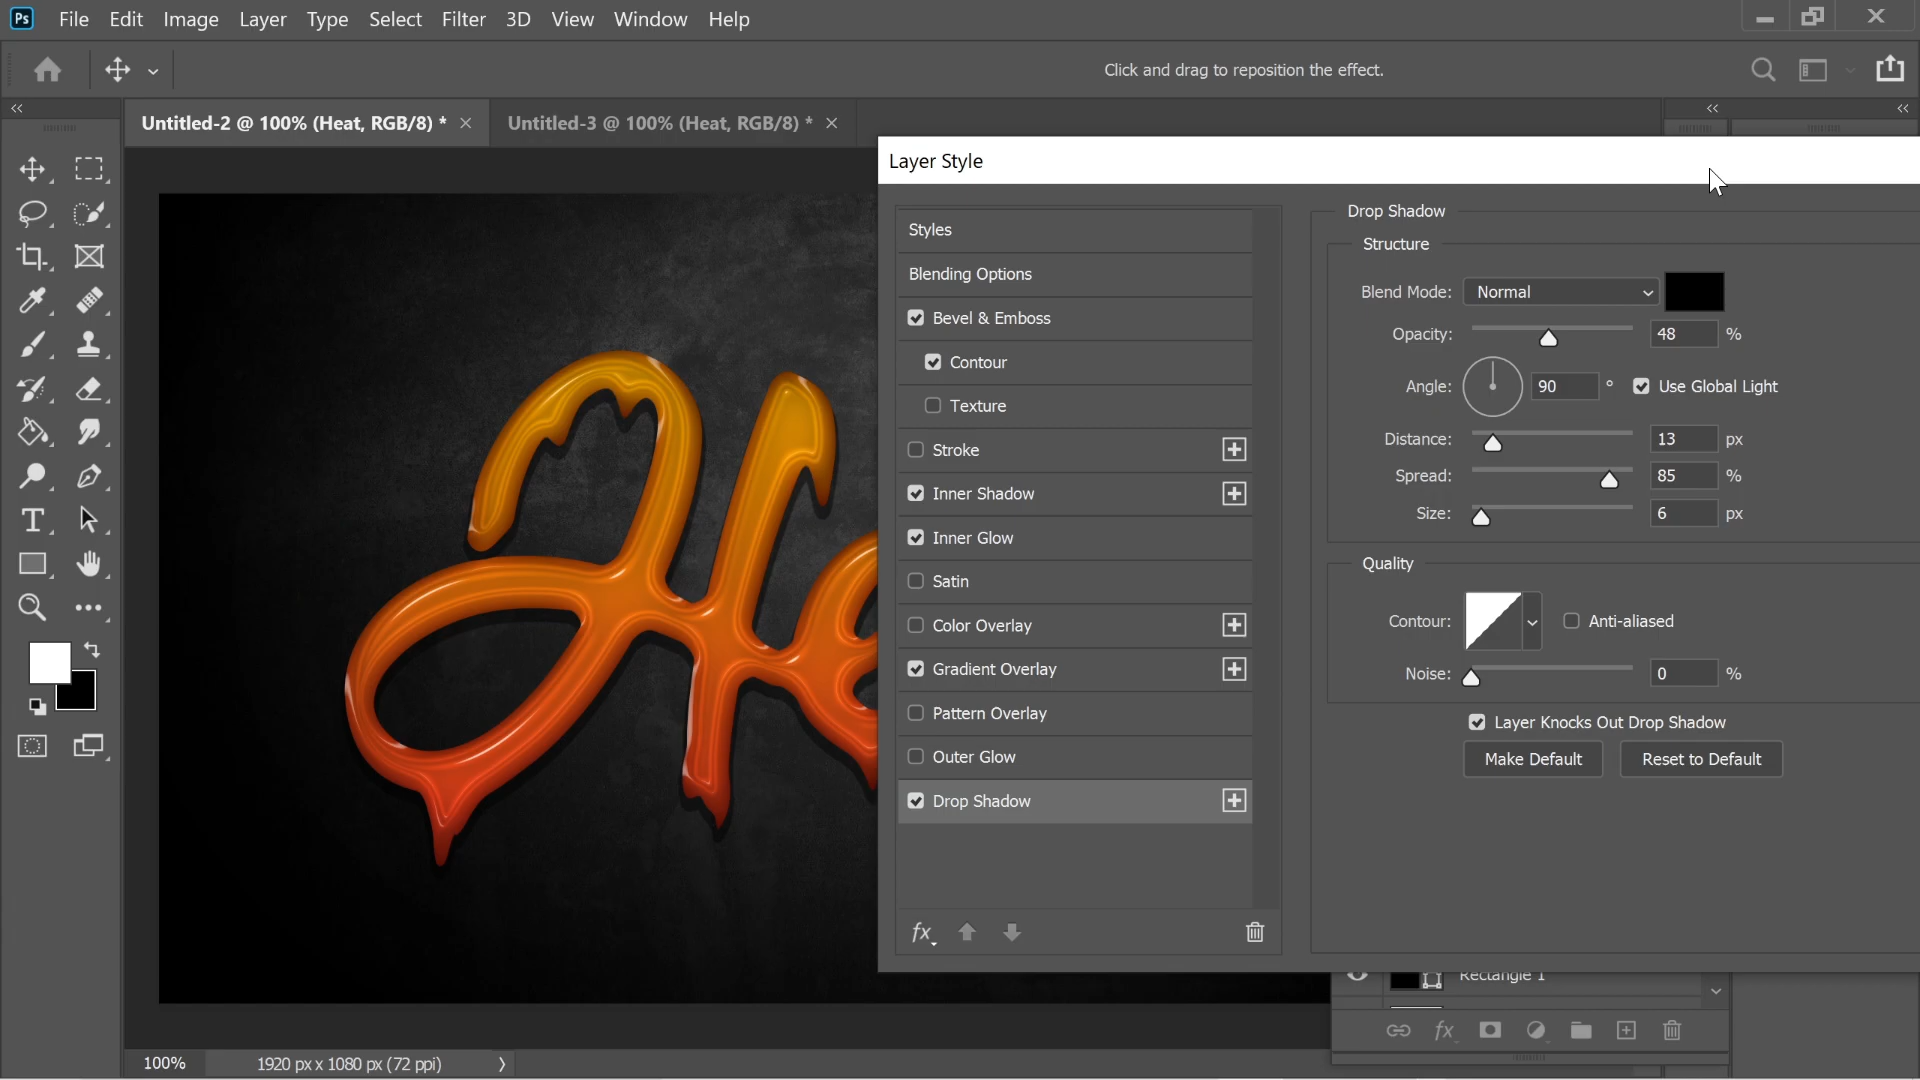 Ps File Edit Image Layer Type Select Filter 3D View Window Help
Click and drag to reposition the effect.
Untitled-2 @ 100% (Heat, RGB/8) * Untitled-3 @ 100% (Heat, RGB/8) *
Layer Style
Styles
Blending Options
Bevel & Emboss
Contour
Texture
Stroke
Inner Shadow
Inner Glow
Satin
Color Overlay
Gradient Overlay
Pattern Overlay
Outer Glow
Drop Shadow
fx
Drop Shadow
Structure
Blend Mode: Normal
Opacity: 48 %
Angle: 90 ° Use Global Light
Distance: 13 px
Spread: 85 %
Size: 6 px
Quality
Contour: Anti-aliased
Noise: 0 %
Layer Knocks Out Drop Shadow
Make Default Reset to Default
Rectangle 1
fx
100% 1920 px x 1080 px (72 ppi)